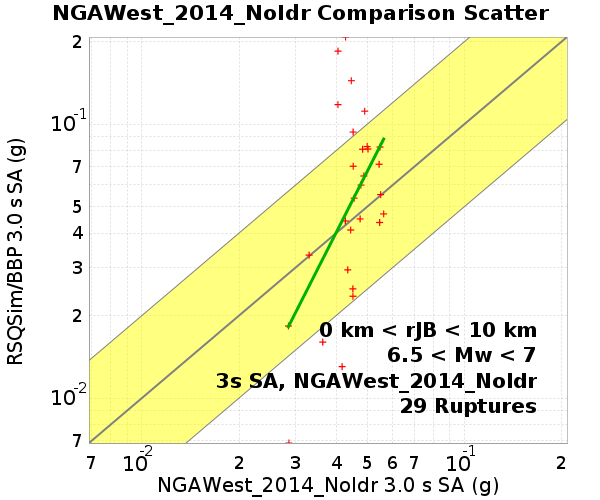 NGAWest_2014_NoIdr Comparison Scatter
RSQSim/BBP 3.0 s SA (g)
2
10-1
7
5
4
3
2
10-2
7
0 km < rJB < 10 km
6.5 < Mw < 7
3s SA, NGAWest_2014_NoIdr
29 Ruptures
7 10-2 2 3 4 5 6 7 10-1 2
NGAWest_2014_NoIdr 3.0 s SA (g)